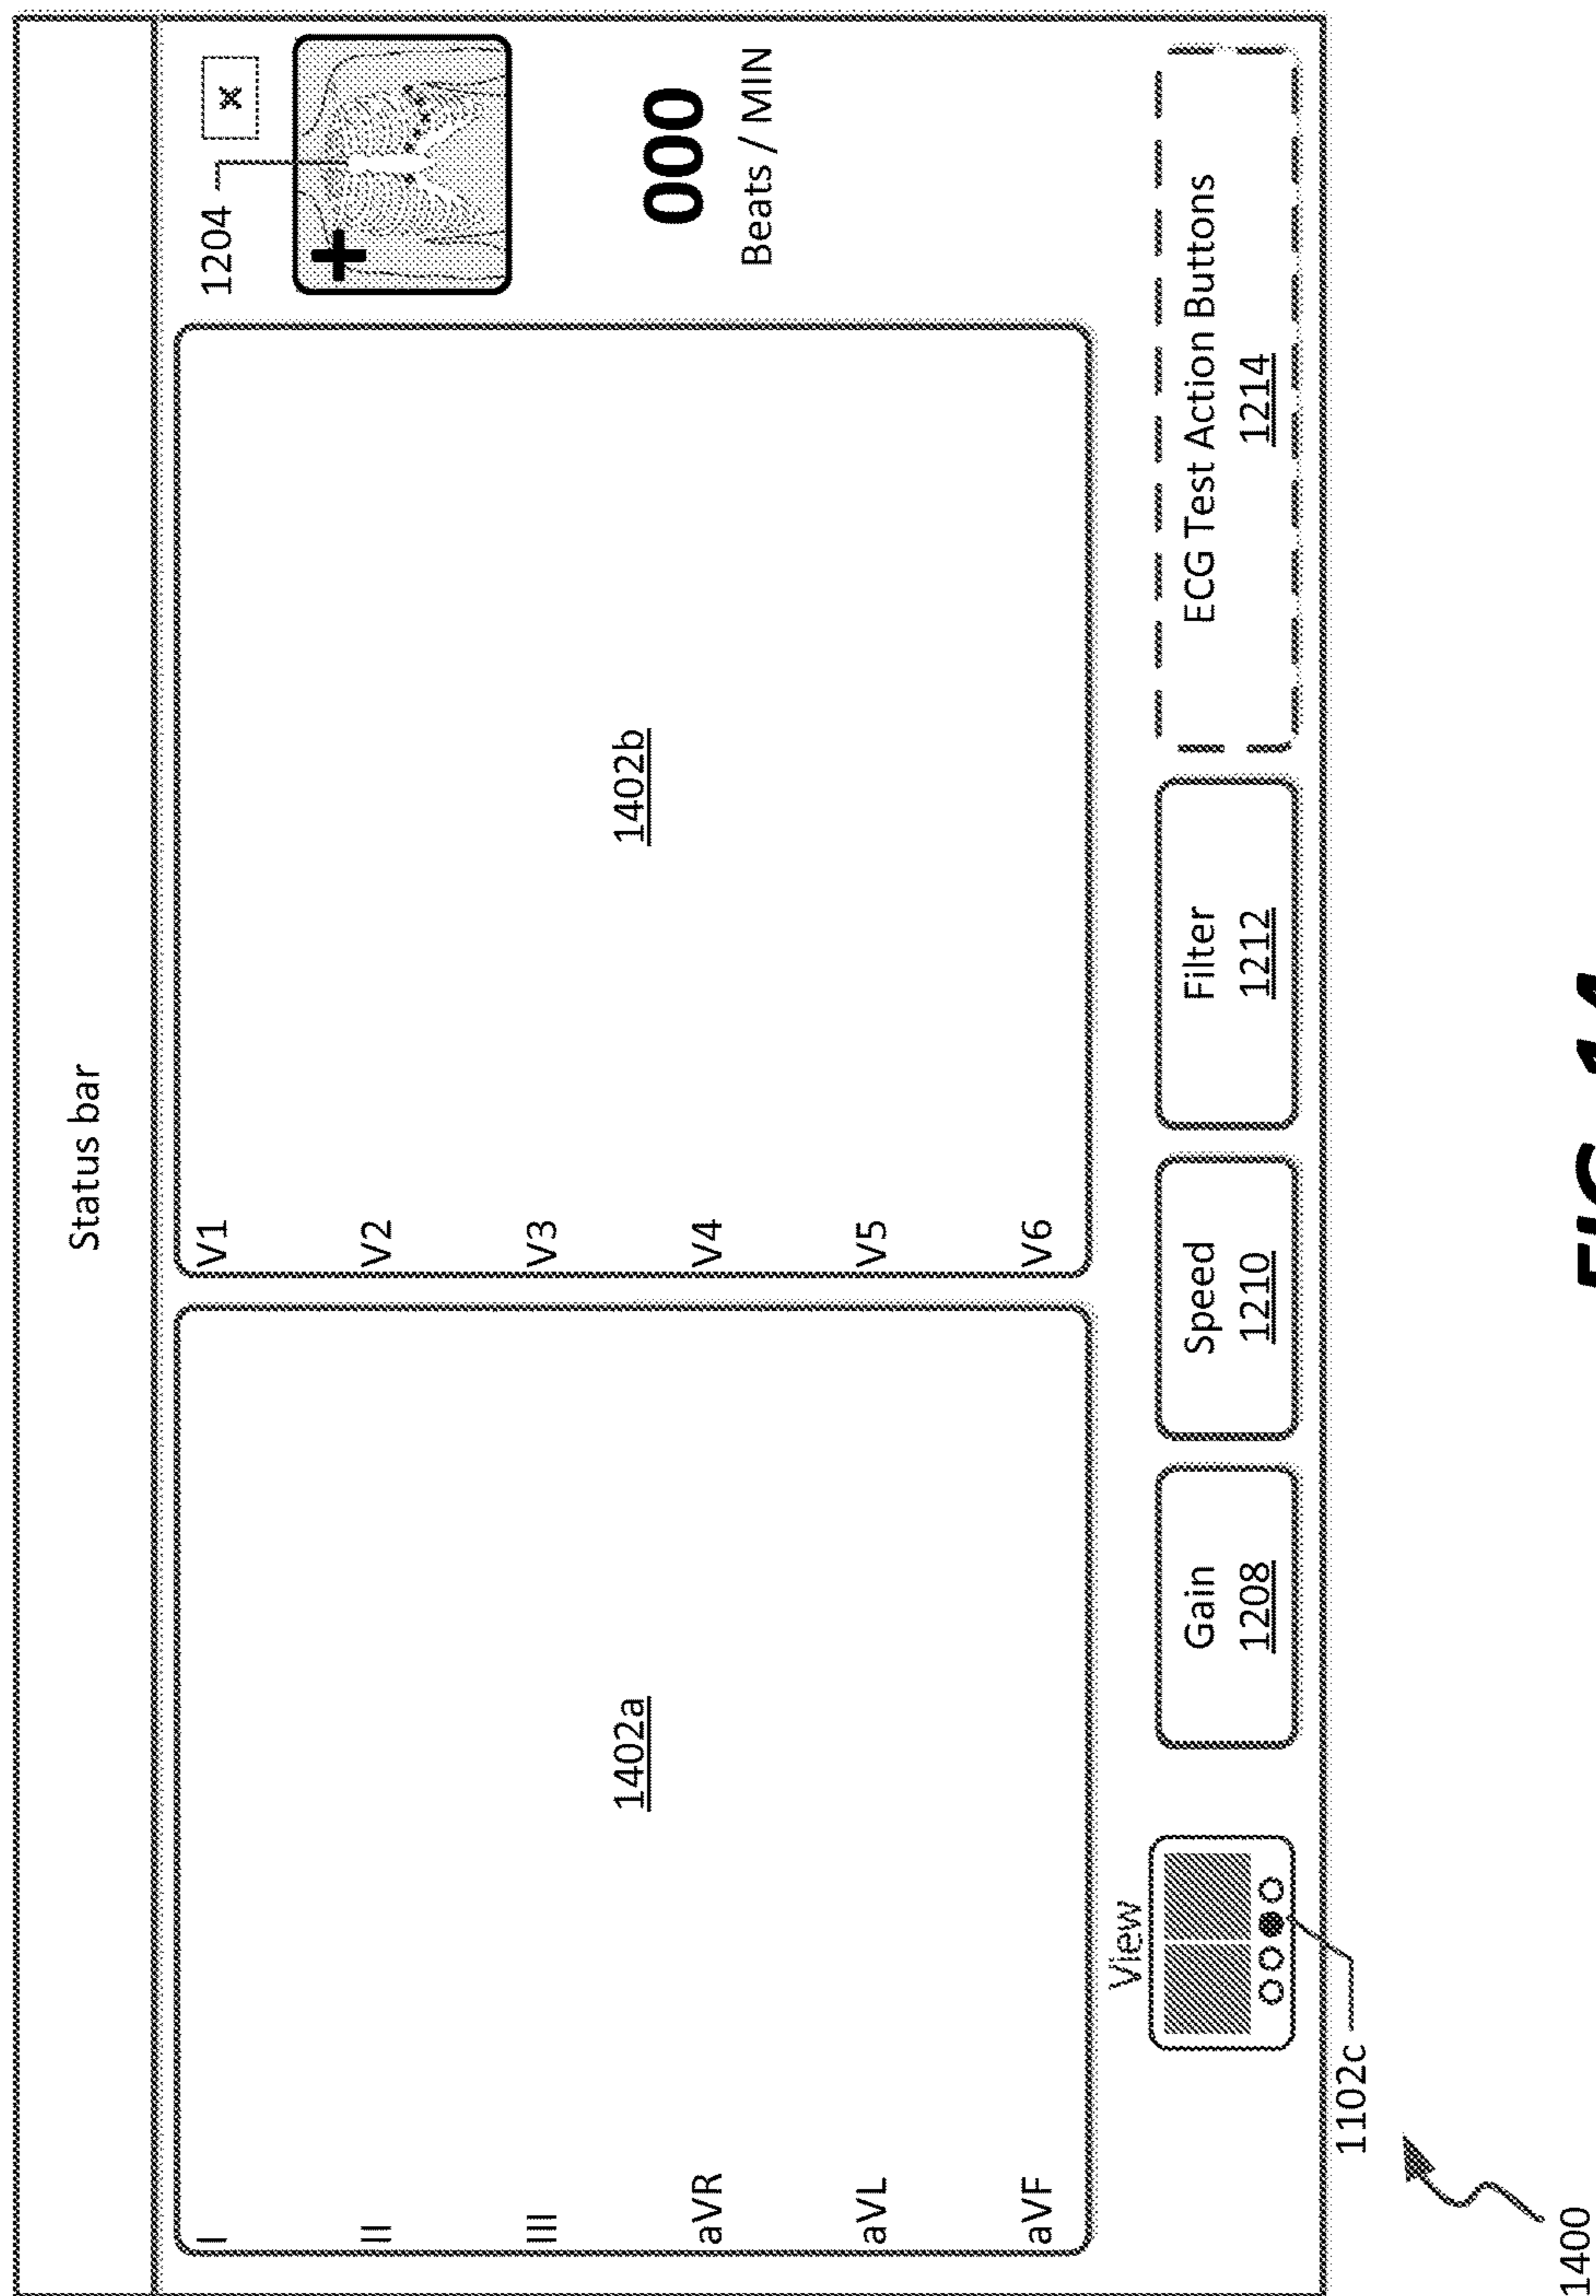 Status bar
I
II
III
aVR
aVL
aVF
1402a
V1
V2
V3
V4
V5
V6
1402b
1204
x
000
Beats / MIN
View
1102c
Gain
1208
Speed
1210
Filter
1212
ECG Test Action Buttons
1214
1400
FIG. 14